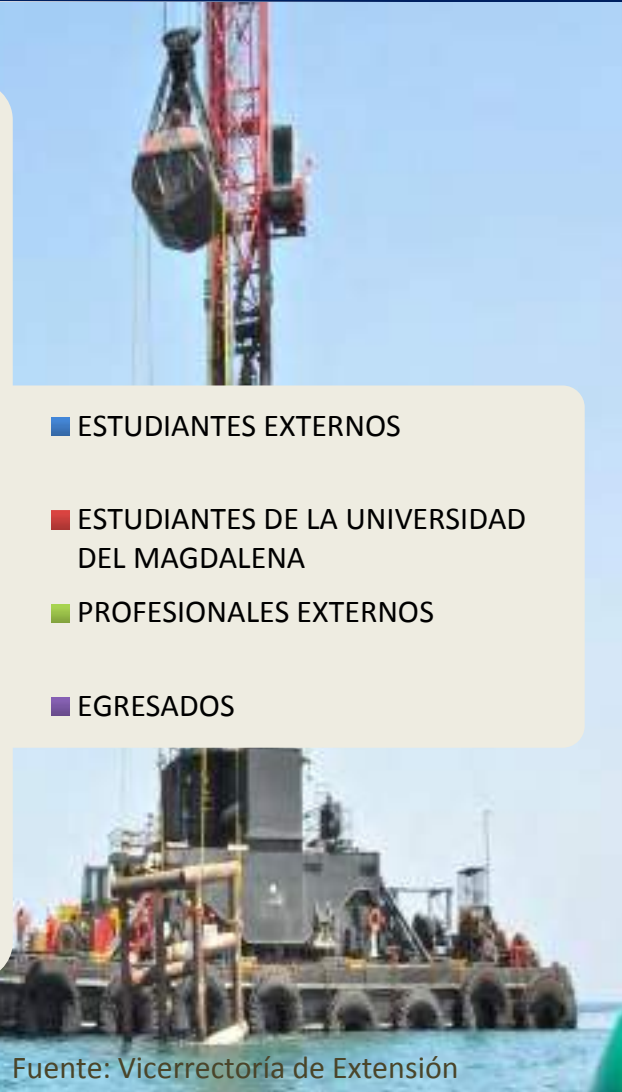 ESTUDIANTES EXTERNOS
ESTUDIANTES DE LA UNIVERSIDAD
DEL MAGDALENA
PROFESIONALES EXTERNOS
EGRESADOS
Fuente: Vicerrectoría de Extensión